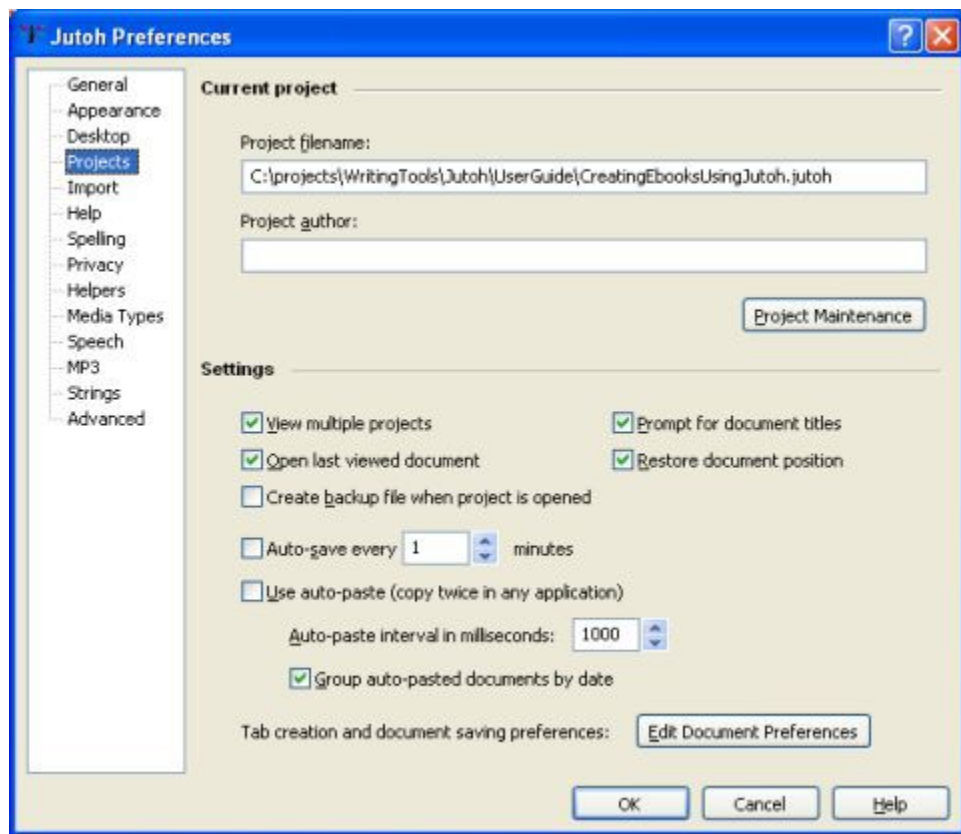 Jutoh Preferences
General
Appearance
Desktop
Projects
Import
Help
Spelling
Privacy
Helpers
Media Types
Speech
MP3
Strings
Advanced
Current project
Project filename:
C:\projects\WritingTools\Jutoh\UserGuide\CreatingEbooksUsingJutoh.jutoh
Project author:
Project Maintenance
Settings
View multiple projects
Prompt for document titles
Open last viewed document
Restore document position
Create backup file when project is opened
Auto-save every 1 minutes
Use auto-paste (copy twice in any application)
Auto-paste interval in milliseconds: 1000
Group auto-pasted documents by date
Tab creation and document saving preferences: Edit Document Preferences
OK Cancel Help